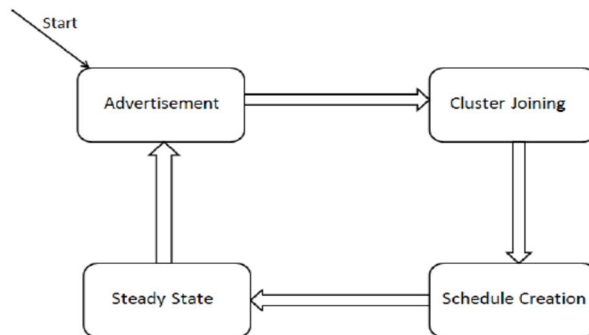 Start
Advertisement
Cluster Joining
Steady State
Schedule Creation